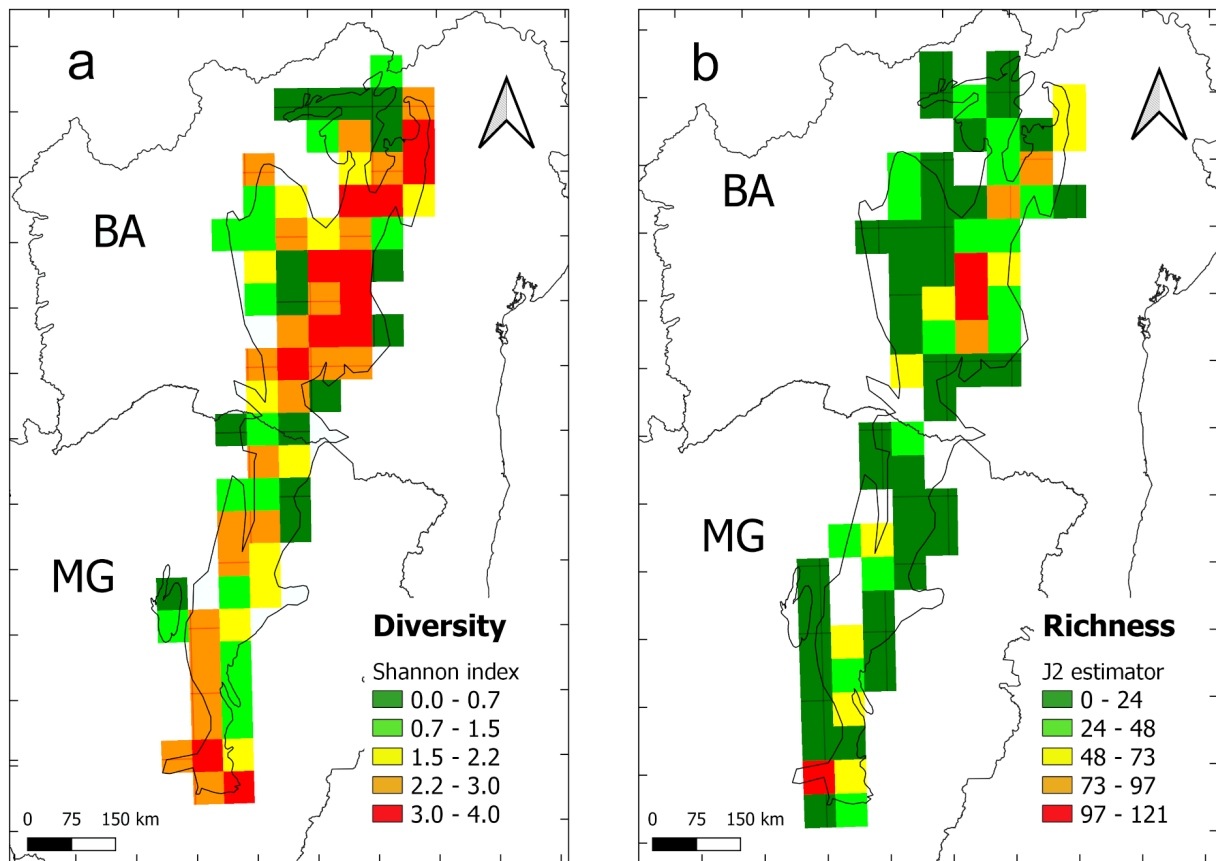 a
BA
MG
Diversity
Shannon index
0.0 - 0.7
0.7 - 1.5
1.5 - 2.2
2.2 - 3.0
3.0 - 4.0
0 75 150 km
b
BA
MG
Richness
J2 estimator
0 - 24
24 - 48
48 - 73
73 - 97
97 - 121
0 75 150 km